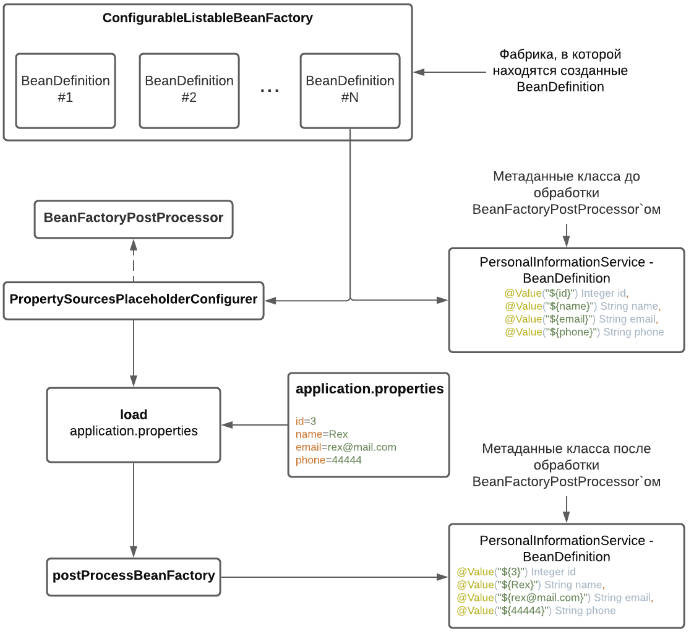 ConfigurableListableBeanFactory
BeanDefinition
#1
BeanDefinition
#2
...
BeanDefinition
#N
Фабрика, в которой
находятся созданные
BeanDefinition
Метаданные класса до
обработки
BeanFactoryPostProcessor`ом
BeanFactoryPostProcessor
PropertySourcesPlaceholderConfigurer
PersonalInformationService -
BeanDefinition
@Value("${id}") Integer id,
@Value("${name}") String name,
@Value("${email}") String email,
@Value("${phone}") String phone
load
application.properties
application.properties
id=3
name=Rex
email=rex@mail.com
phone=44444
Метаданные класса после
обработки
BeanFactoryPostProcessor`ом
postProcessBeanFactory
PersonalInformationService -
BeanDefinition
@Value("${3}") Integer id
@Value("${Rex}") String name,
@Value("${rex@mail.com}") String email,
@Value("${44444}") String phone